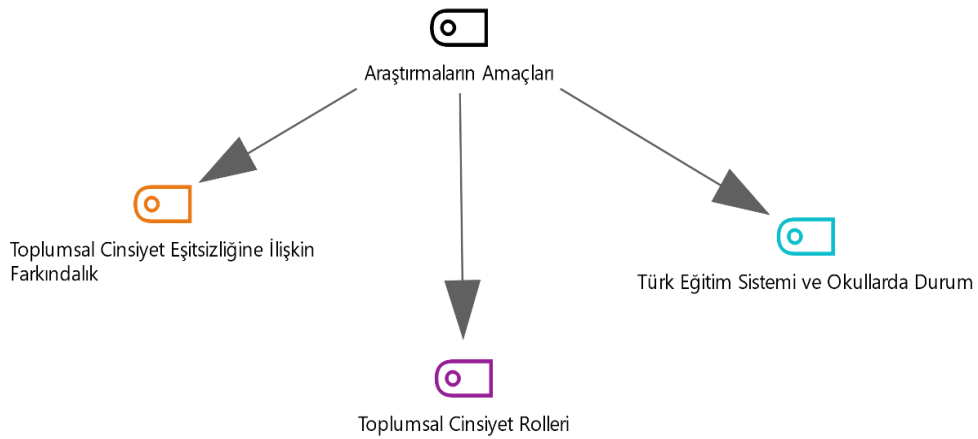 Araştırmaların Amaçları
Toplumsal Cinsiyet Eşitsizliğine İlişkin
Farkındalık
Türk Eğitim Sistemi ve Okullarda Durum
Toplumsal Cinsiyet Rolleri